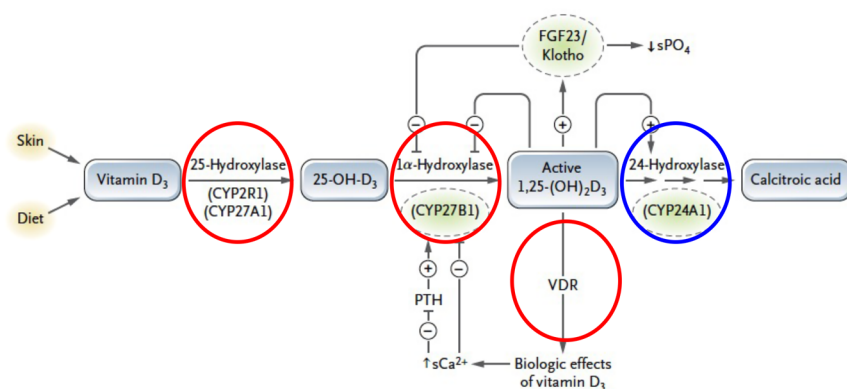 FGF23/
Klotho
↓sPO₄
Skin
Diet
Vitamin D₃
25-Hydroxylase
(CYP2R1)
(CYP27A1)
25-OH-D₃
1α-Hydroxylase
(CYP27B1)
Active
1,25-(OH)₂D₃
24-Hydroxylase
(CYP24A1)
Calcitroic acid
−
−
+
+
+
−
PTH
−
VDR
↑sCa²⁺
Biologic effects
of vitamin D₃